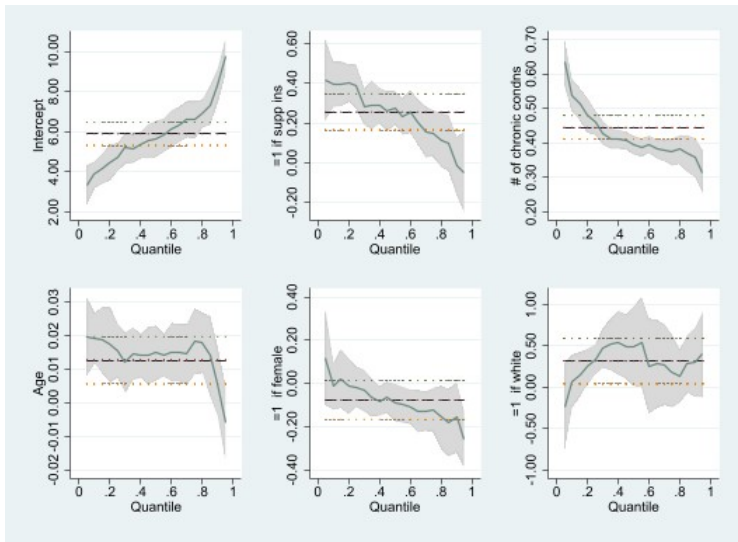 Intercept
10.00
8.00
6.00
4.00
2.00
0 .2 .4 .6 .8 1
Quantile
=1 if supp ins
0.60
0.40
0.20
0.00
-0.20
0 .2 .4 .6 .8 1
Quantile
# of chronic condns
0.70
0.60
0.50
0.40
0.30
0.20
0 .2 .4 .6 .8 1
Quantile
Age
0.03
0.02
0.01
0.00
-0.01
-0.02
0 .2 .4 .6 .8 1
Quantile
=1 if female
0.40
0.20
0.00
-0.20
-0.40
0 .2 .4 .6 .8 1
Quantile
=1 if white
1.00
0.50
0.00
-0.50
-1.00
0 .2 .4 .6 .8 1
Quantile